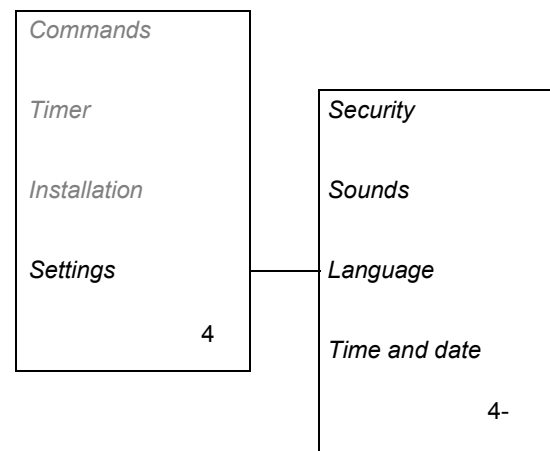 Commands
Timer
Installation
Settings
4
Security
Sounds
Language
Time and date
4-